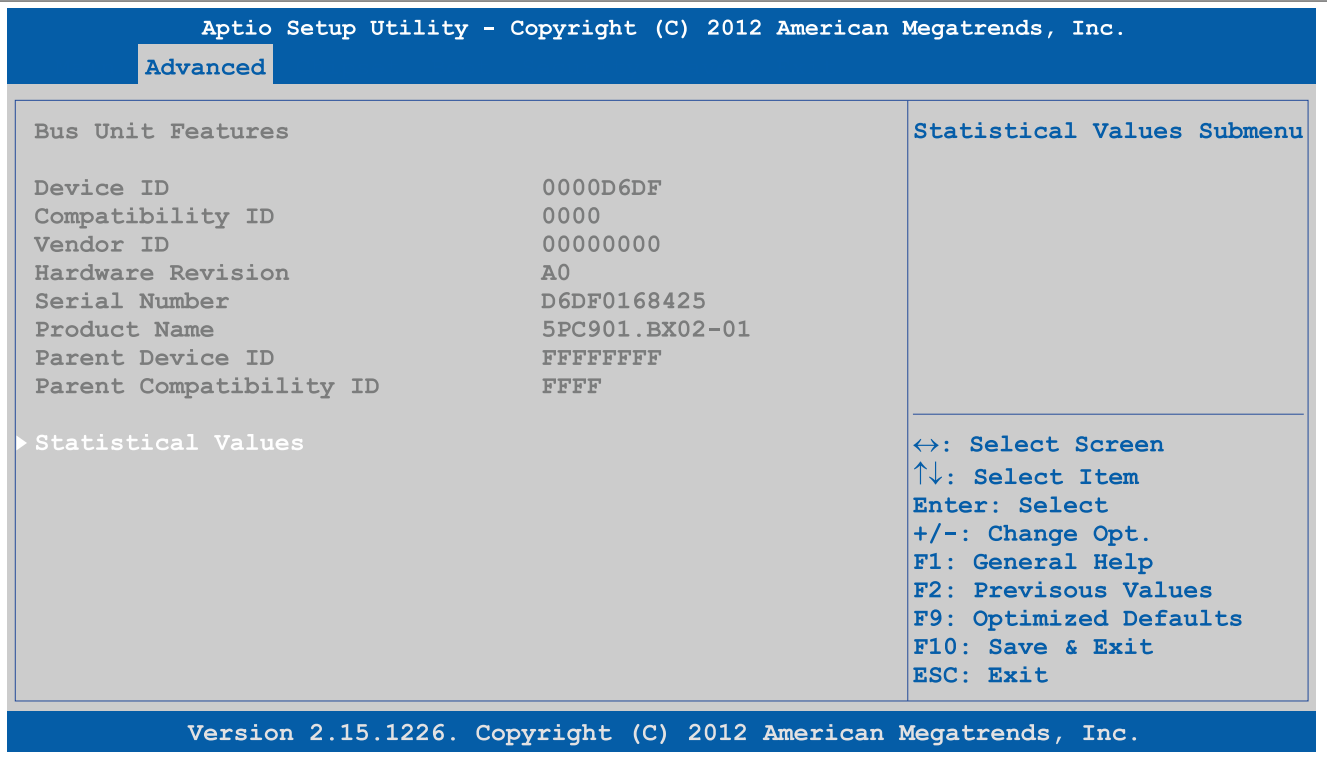 Aptio Setup Utility - Copyright (C) 2012 American Megatrends, Inc.
Advanced
Bus Unit Features
Device ID 0000D6DF
Compatibility ID 0000
Vendor ID 00000000
Hardware Revision A0
Serial Number D6DF0168425
Product Name 5PC901.BX02-01
Parent Device ID FFFFFFFF
Parent Compatibility ID FFFF
Statistical Values
Statistical Values Submenu
↔: Select Screen
↑↓: Select Item
Enter: Select
+/-: Change Opt.
F1: General Help
F2: Previsous Values
F9: Optimized Defaults
F10: Save & Exit
ESC: Exit
Version 2.15.1226. Copyright (C) 2012 American Megatrends, Inc.